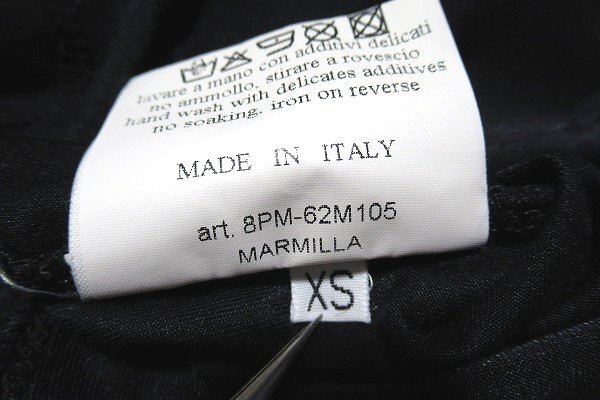 lavare a mano con additivi delicati
no ammollo, stirare a rovescio
hand wash with delicates additives
no soaking, iron on reverse
MADE IN ITALY
art. 8PM-62M105
MARMILLA
XS